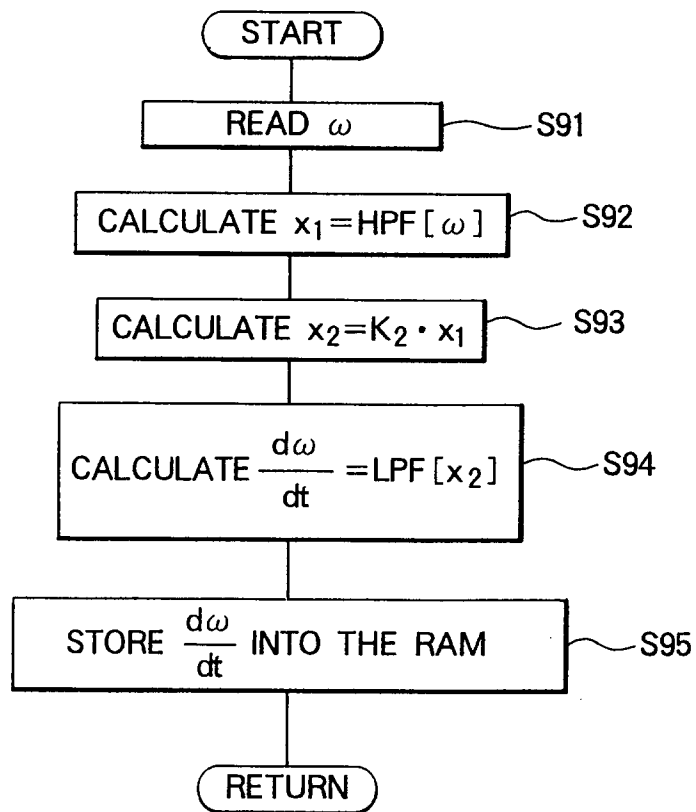 START
READ ω S91
CALCULATE x₁=HPF[ω] S92
CALCULATE x₂=K₂・x₁ S93
CALCULATE dω/dt =LPF[x₂] S94
STORE dω/dt INTO THE RAM S95
RETURN